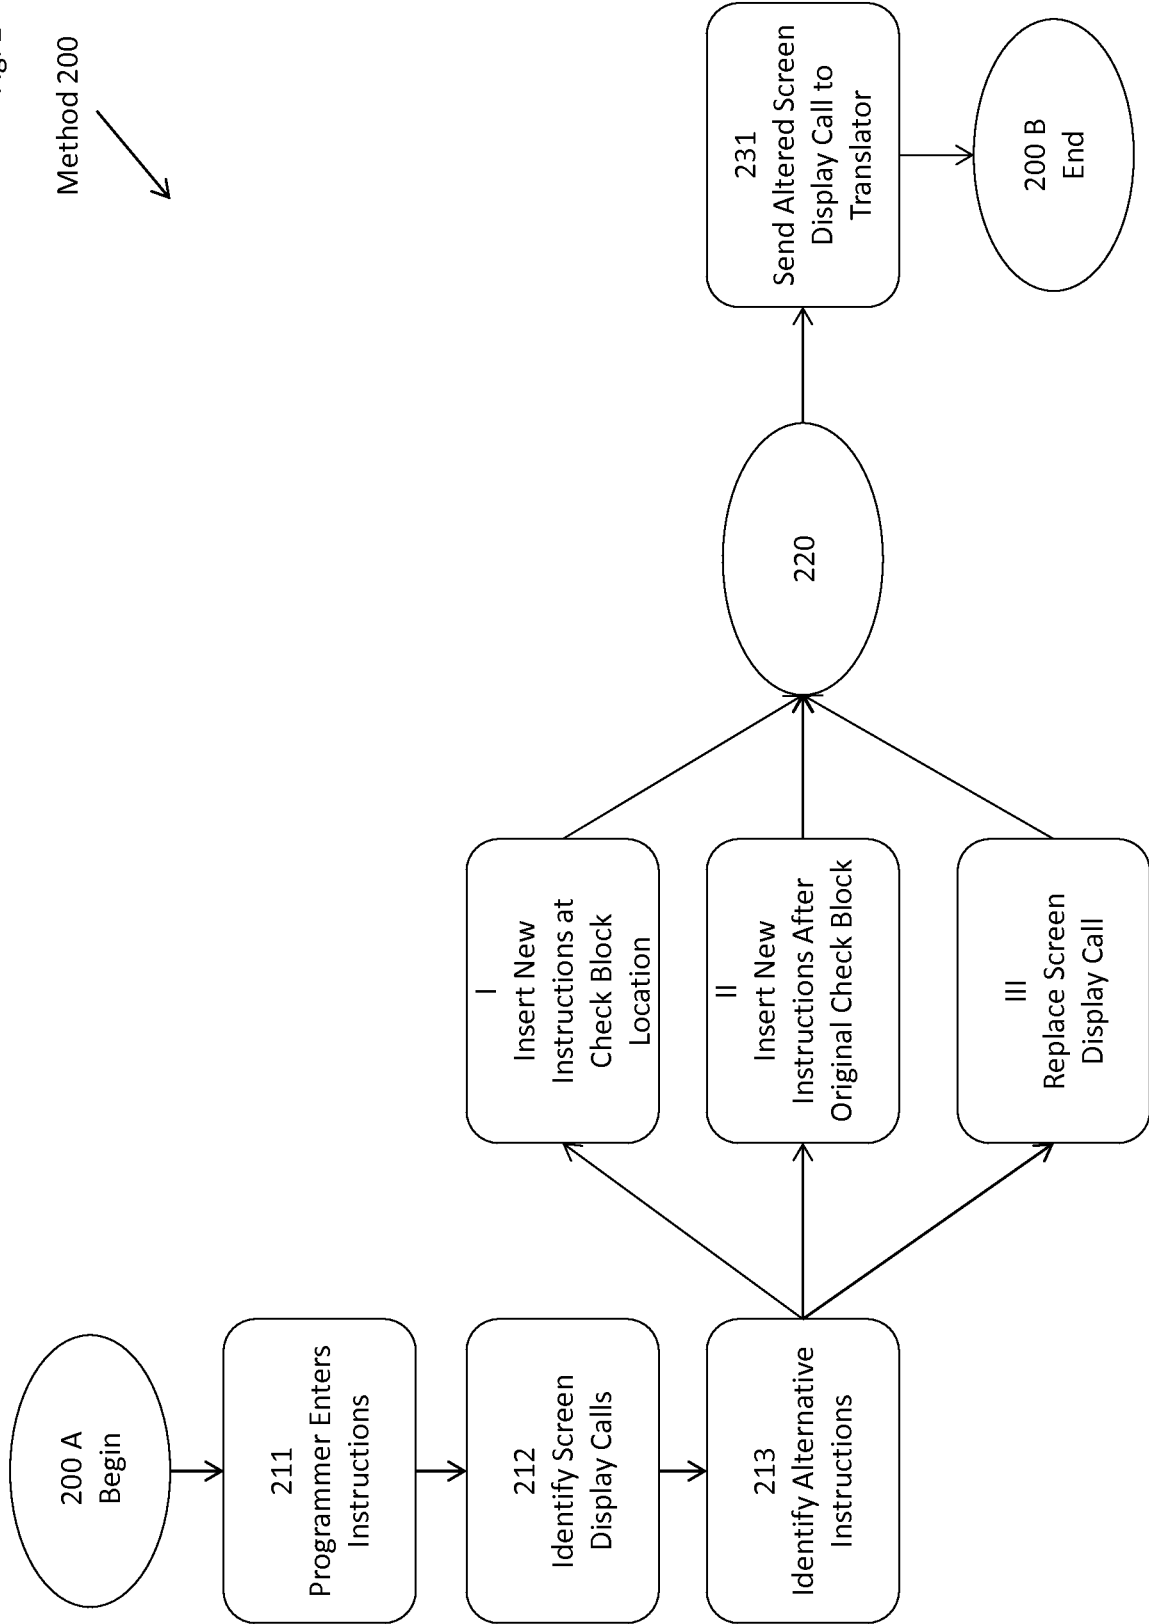 Method 200
200 A
Begin
211
Programmer Enters
Instructions
212
Identify Screen
Display Calls
213
Identify Alternative
Instructions
I
Insert New
Instructions at
Check Block
Location
II
Insert New
Instructions After
Original Check Block
III
Replace Screen
Display Call
220
231
Send Altered Screen
Display Call to
Translator
200 B
End